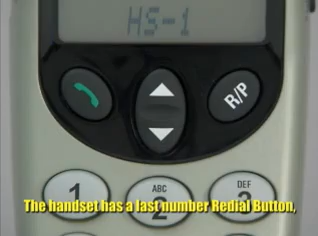 HS-1
R/P
1
ABC
2
DEF
3
The handset has a last number Redial Button,